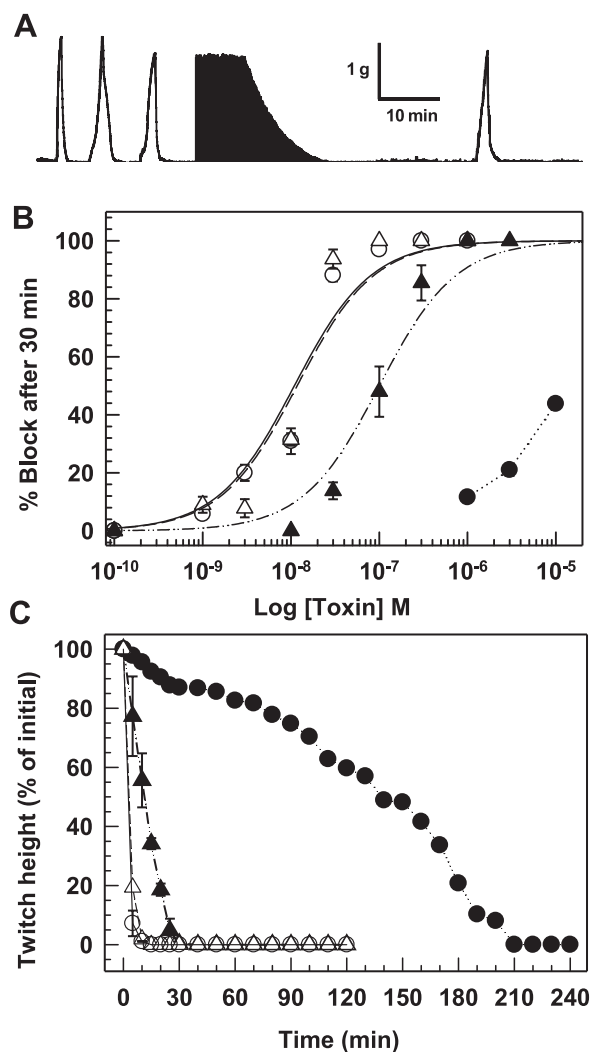 A
1 g
10 min
B
% Block after 30 min
100
80
60
40
20
0
10-10 10-9 10-8 10-7 10-6 10-5
Log [Toxin] M
C
Twitch height (% of initial)
100
80
60
40
20
0
0 30 60 90 120 150 180 210 240
Time (min)